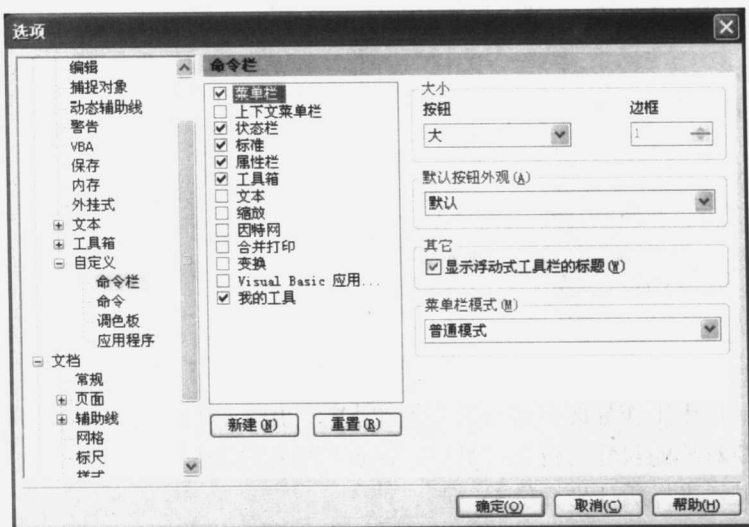 选项
编辑
捕捉对象
动态辅助线
警告
VBA
保存
内存
外挂式
文本
工具箱
自定义
命令栏
命令
调色板
应用程序
文档
常规
页面
辅助线
网格
标尺
样式
命令栏
菜单栏
上下文菜单栏
状态栏
标准
属性栏
工具箱
文本
缩放
因特网
合并打印
变换
Visual Basic 应用...
我的工具
新建(N)
重置(R)
大小
按钮
边框
大
1
默认按钮外观(A)
默认
其它
显示浮动式工具栏的标题(W)
菜单栏模式(M)
普通模式
确定(O)
取消(C)
帮助(H)